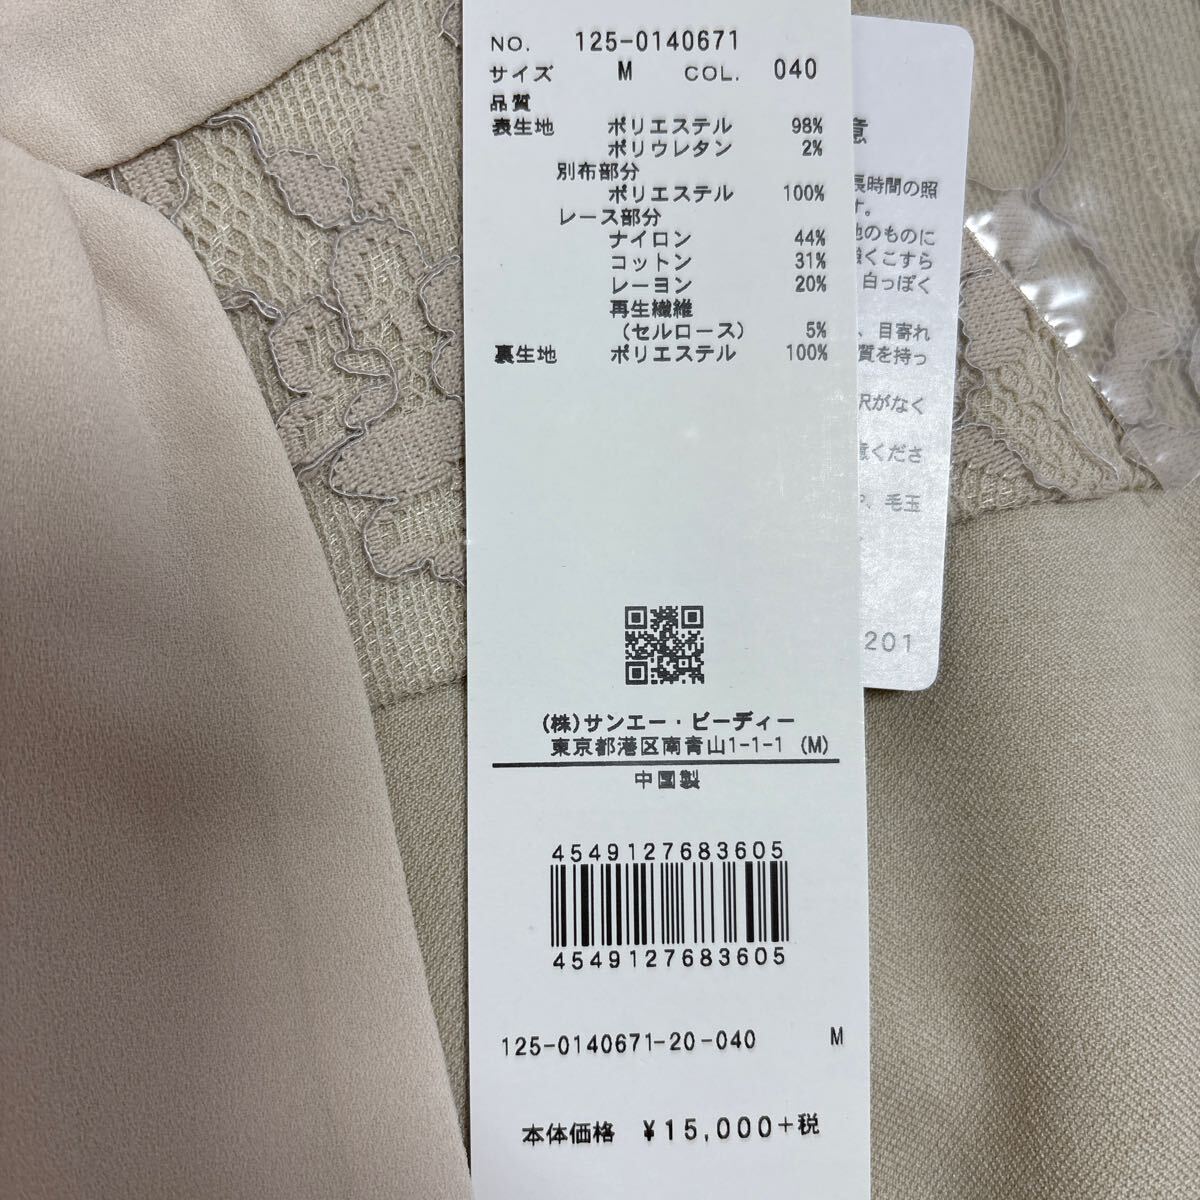 NO. 125-0140671
サイズ M COL. 040
品質
表生地 ポリエステル 98%
ポリウレタン 2%
別布部分
ポリエステル 100%
レース部分
ナイロン 44%
コットン 31%
レーヨン 20%
再生繊維
(セルロース) 5%
裏生地 ポリエステル 100%
(株)サンエー・ビーディー
東京都港区南青山1-1-1 (M)
中国製
4549127683605
4549127683605
125-0140671-20-040 M
本体価格 ¥15,000+税
意
長時間の照
す。
他のものに
強くこすら
白っぽく
、目寄れ
質を持っ
沢がなく
意くださ
、毛玉
201